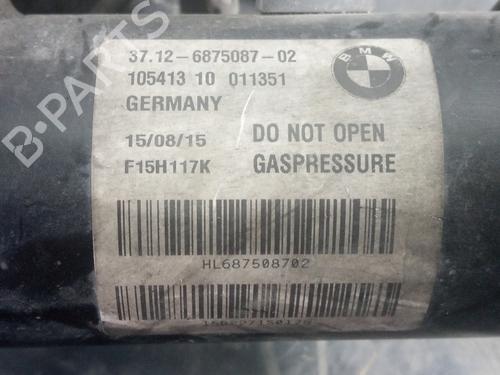 37.12-6875087-02
105413 10 011351
GERMANY
BMW
15/08/15 DO NOT OPEN
F15H117K GASPRESSURE
HL687508702
B-PARTS